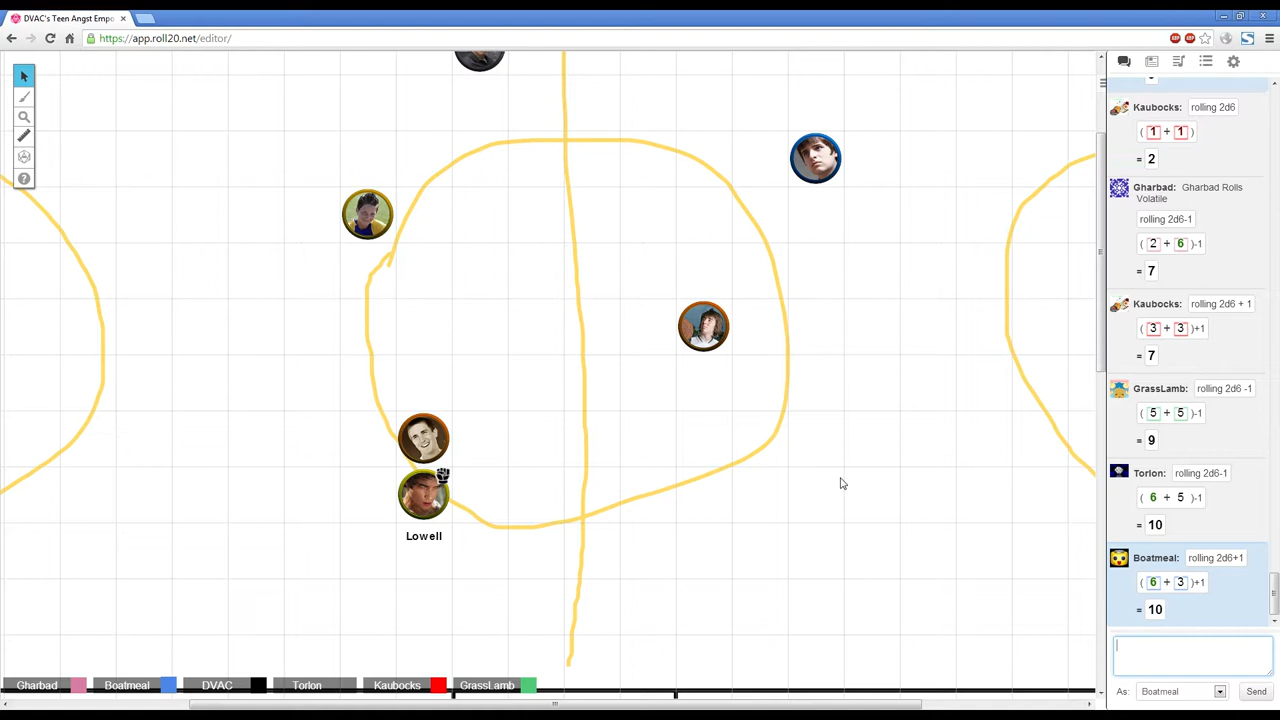 DVAC's Teen Angst Empo
https://app.roll20.net/editor/
Kaubocks: rolling 2d6
( 1 + 1 )
= 2
Gharbad: Gharbad Rolls
Volatile
rolling 2d6-1
( 2 + 6 )-1
= 7
Kaubocks: rolling 2d6 + 1
( 3 + 3 )+1
= 7
GrassLamb: rolling 2d6 -1
( 5 + 5 )-1
= 9
Torlon: rolling 2d6-1
( 6 + 5 )-1
= 10
Boatmeal: rolling 2d6+1
( 6 + 3 )+1
= 10
Lowell
Gharbad Boatmeal DVAC Torlon Kaubocks GrassLamb
As: Boatmeal Send